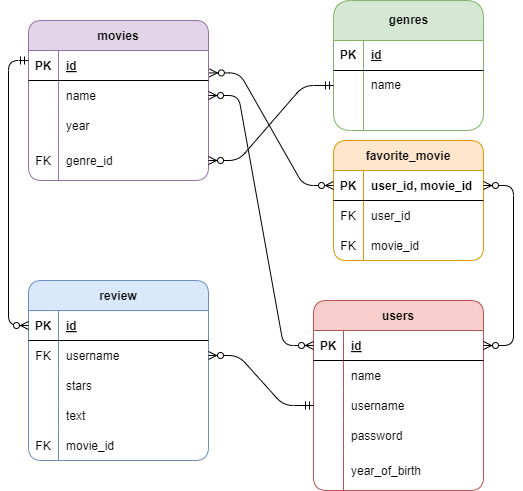 movies
PK id
name
year
FK genre_id
genres
PK id
name
favorite_movie
PK user_id, movie_id
FK user_id
FK movie_id
review
PK id
FK username
stars
text
FK movie_id
users
PK id
name
username
password
year_of_birth